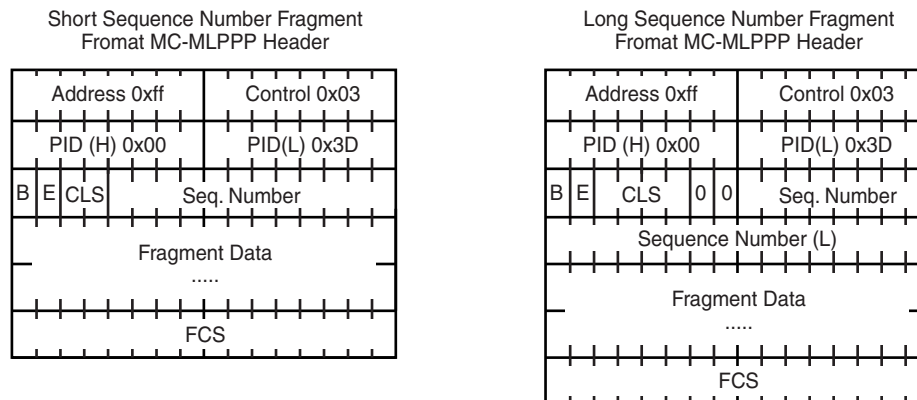 Short Sequence Number Fragment
Fromat MC-MLPPP Header
Address 0xff Control 0x03
PID (H) 0x00 PID(L) 0x3D
B E CLS Seq. Number
Fragment Data
.....
FCS
Long Sequence Number Fragment
Fromat MC-MLPPP Header
Address 0xff Control 0x03
PID (H) 0x00 PID(L) 0x3D
B E CLS 0 0 Seq. Number
Sequence Number (L)
Fragment Data
.....
FCS